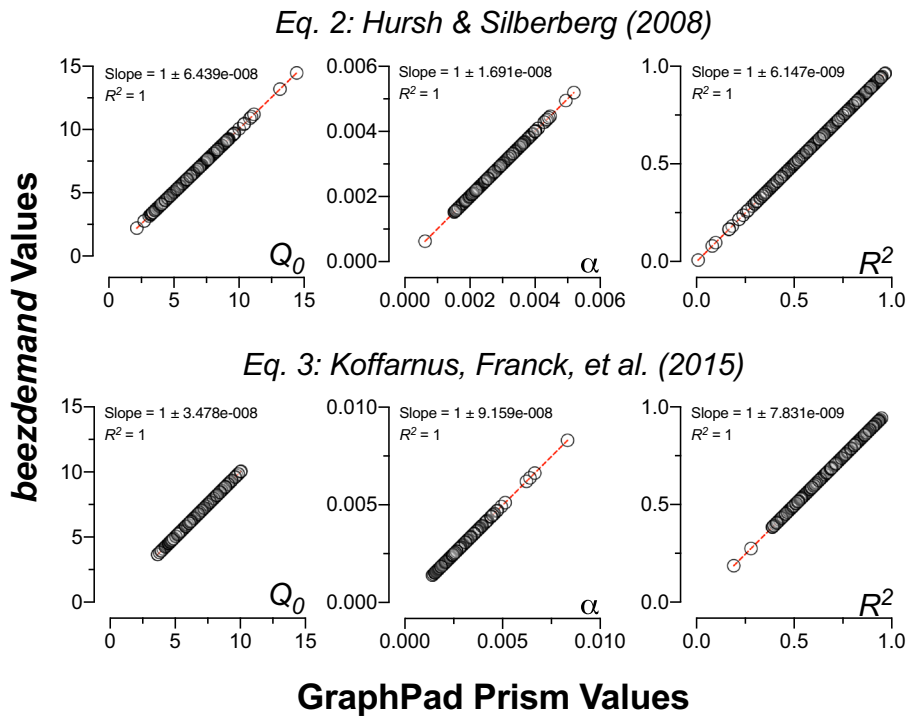 Eq. 2: Hursh & Silberberg (2008)
Slope = 1 ± 6.439e-008
R² = 1
15
10
5
0
0
5
10
15
Q₀
Slope = 1 ± 1.691e-008
R² = 1
0.006
0.004
0.002
0.000
0.000
0.002
0.004
0.006
α
Slope = 1 ± 6.147e-009
R² = 1
1.0
0.5
0.0
0.0
0.5
1.0
R²
beezdemand Values
Eq. 3: Koffarnus, Franck, et al. (2015)
Slope = 1 ± 3.478e-008
R² = 1
15
10
5
0
0
5
10
15
Q₀
Slope = 1 ± 9.159e-008
R² = 1
0.010
0.005
0.000
0.000
0.005
0.010
α
Slope = 1 ± 7.831e-009
R² = 1
1.0
0.5
0.0
0.0
0.5
1.0
R²
GraphPad Prism Values